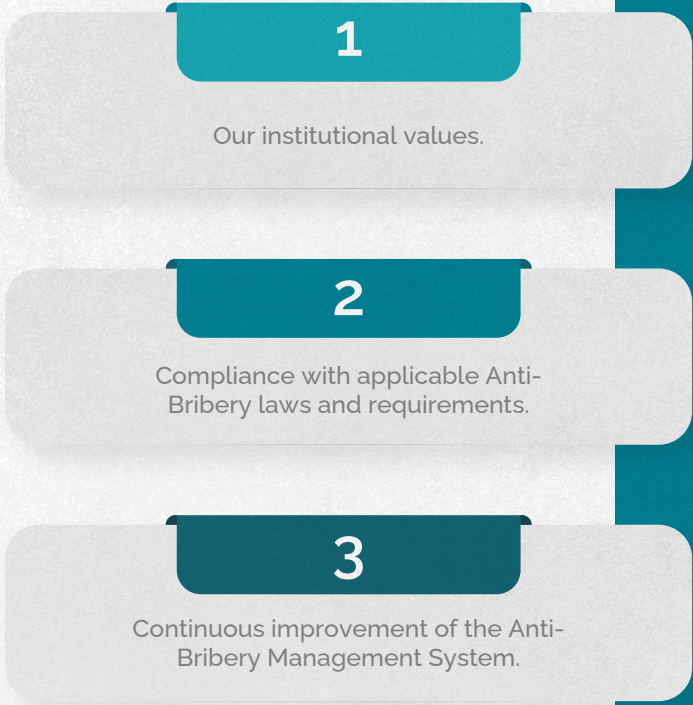 1
Our institutional values.
2
Compliance with applicable Anti-
Bribery laws and requirements.
3
Continuous improvement of the Anti-
Bribery Management System.